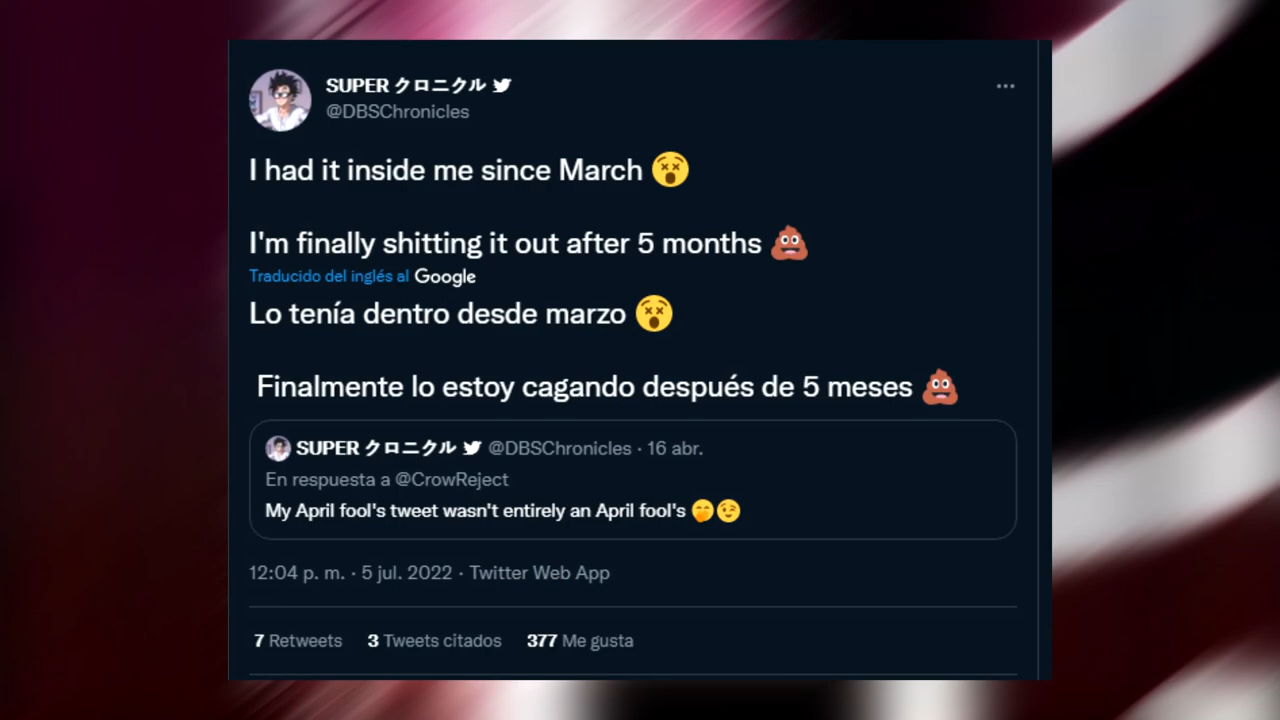 SUPER クロニクル
@DBSChronicles
I had it inside me since March 😵
I'm finally shitting it out after 5 months 💩
Traducido del inglés al Google
Lo tenía dentro desde marzo 😵
Finalmente lo estoy cagando después de 5 meses 💩
SUPER クロニクル @DBSChronicles · 16 abr.
En respuesta a @CrowReject
My April fool's tweet wasn't entirely an April fool's 🤭😉
12:04 p. m. · 5 jul. 2022 · Twitter Web App
7 Retweets 3 Tweets citados 377 Me gusta